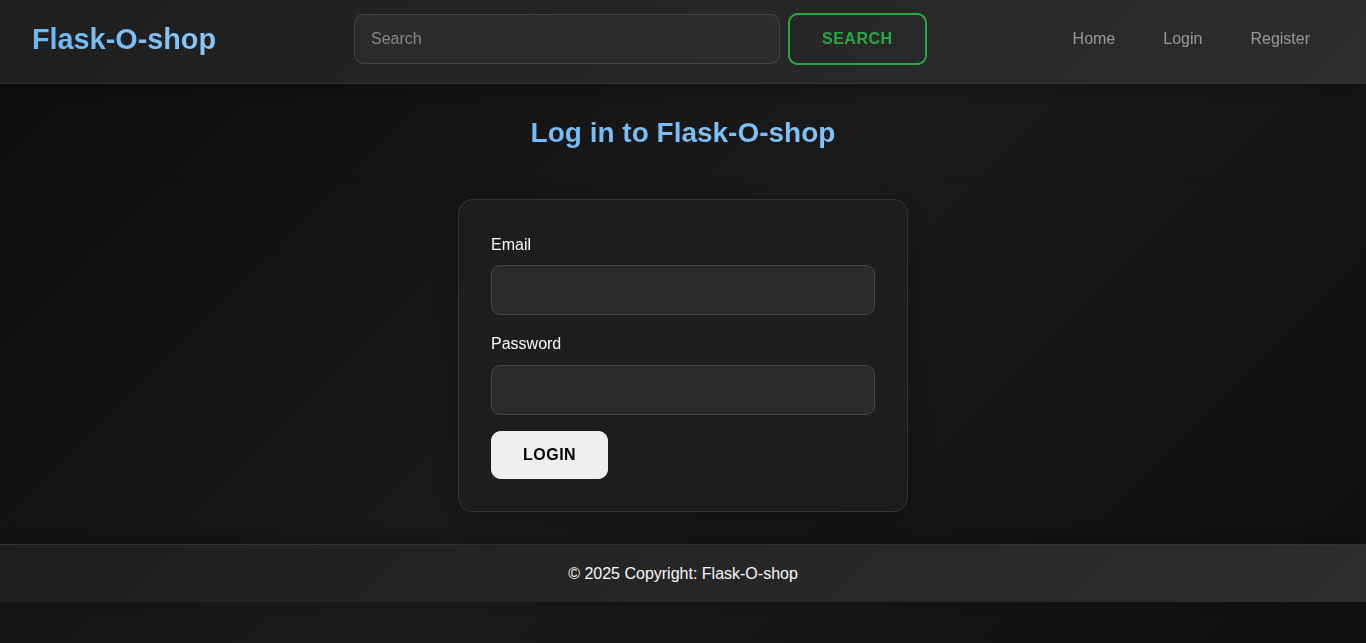 Flask-O-shop
Search
SEARCH
Home
Login
Register
Log in to Flask-O-shop
Email
Password
LOGIN
© 2025 Copyright: Flask-O-shop